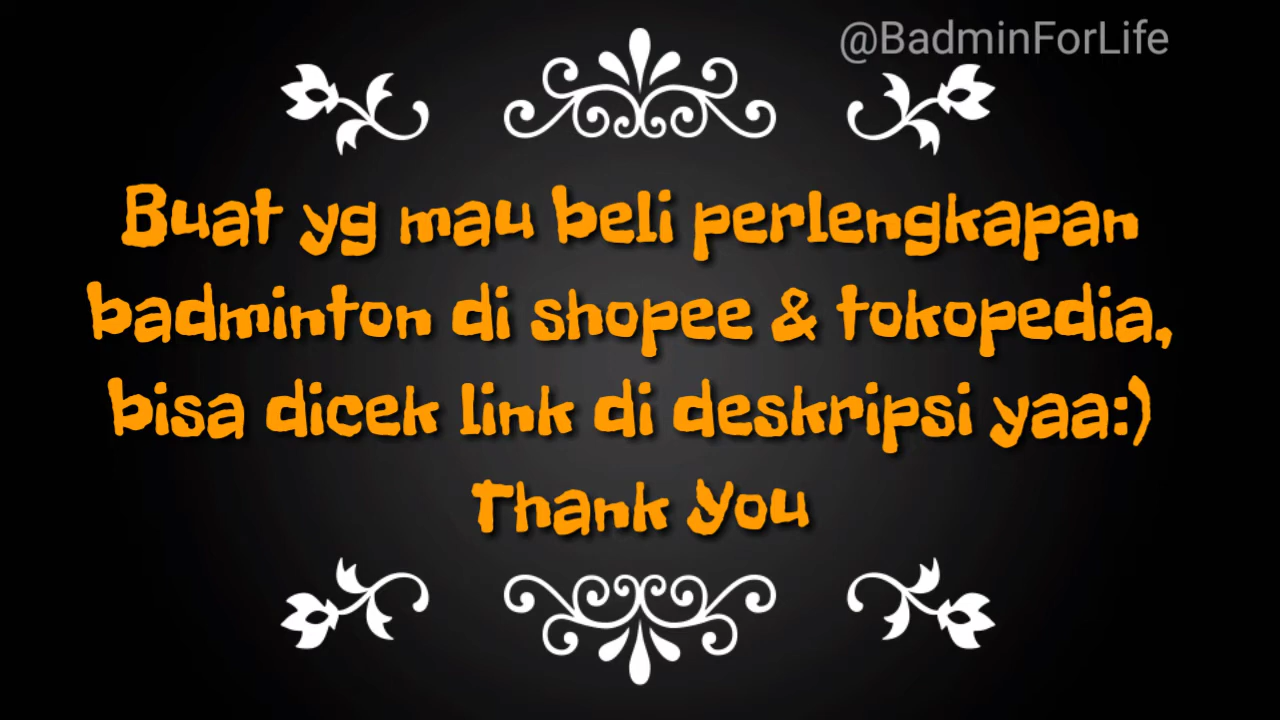 @BadminForLife
Buat yg mau beli perlengkapan
badminton di shopee & tokopedia,
bisa dicek link di deskripsi yaa:)
Thank You